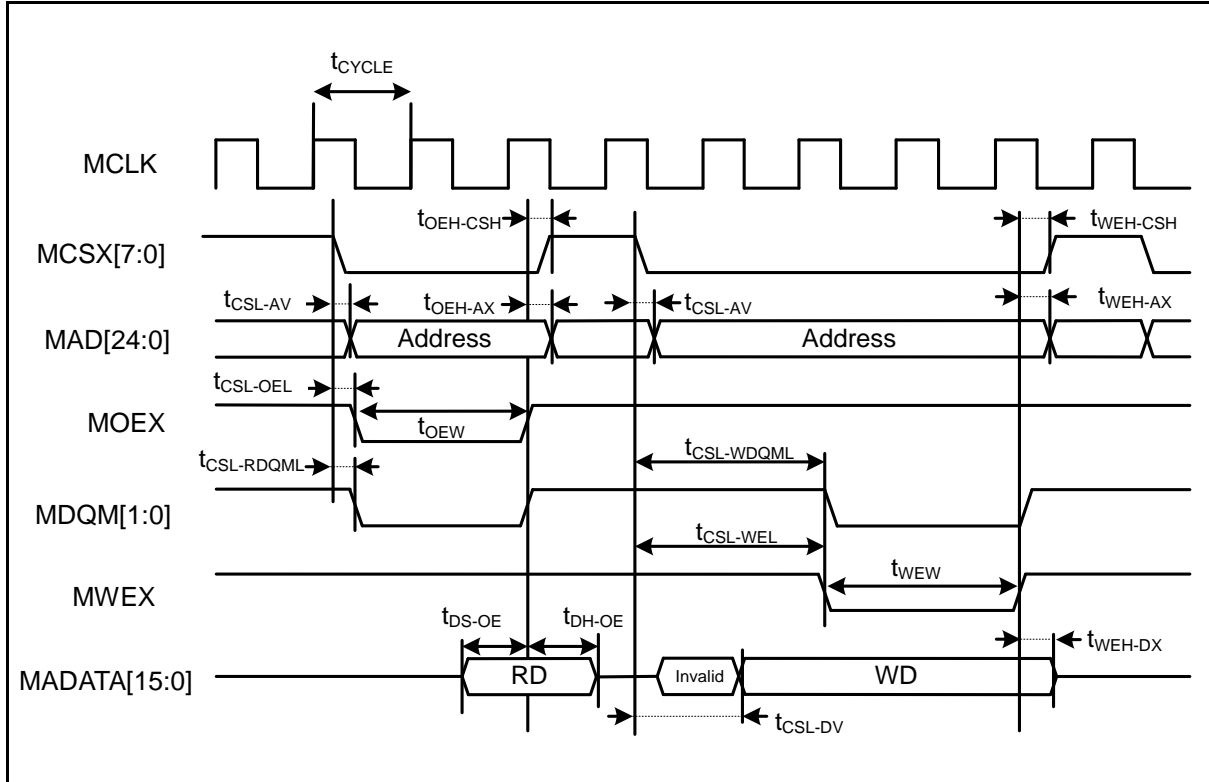 tCYCLE
MCLK
tOEH-CSH
tWEH-CSH
MCSX[7:0]
tCSL-AV
tOEH-AX
tCSL-AV
tWEH-AX
MAD[24:0]
Address
Address
tCSL-OEL
MOEX
tOEW
tCSL-WDQML
tCSL-RDQML
MDQM[1:0]
tCSL-WEL
tWEW
MWEX
tDS-OE
tDH-OE
tWEH-DX
MADATA[15:0]
RD
Invalid
WD
tCSL-DV